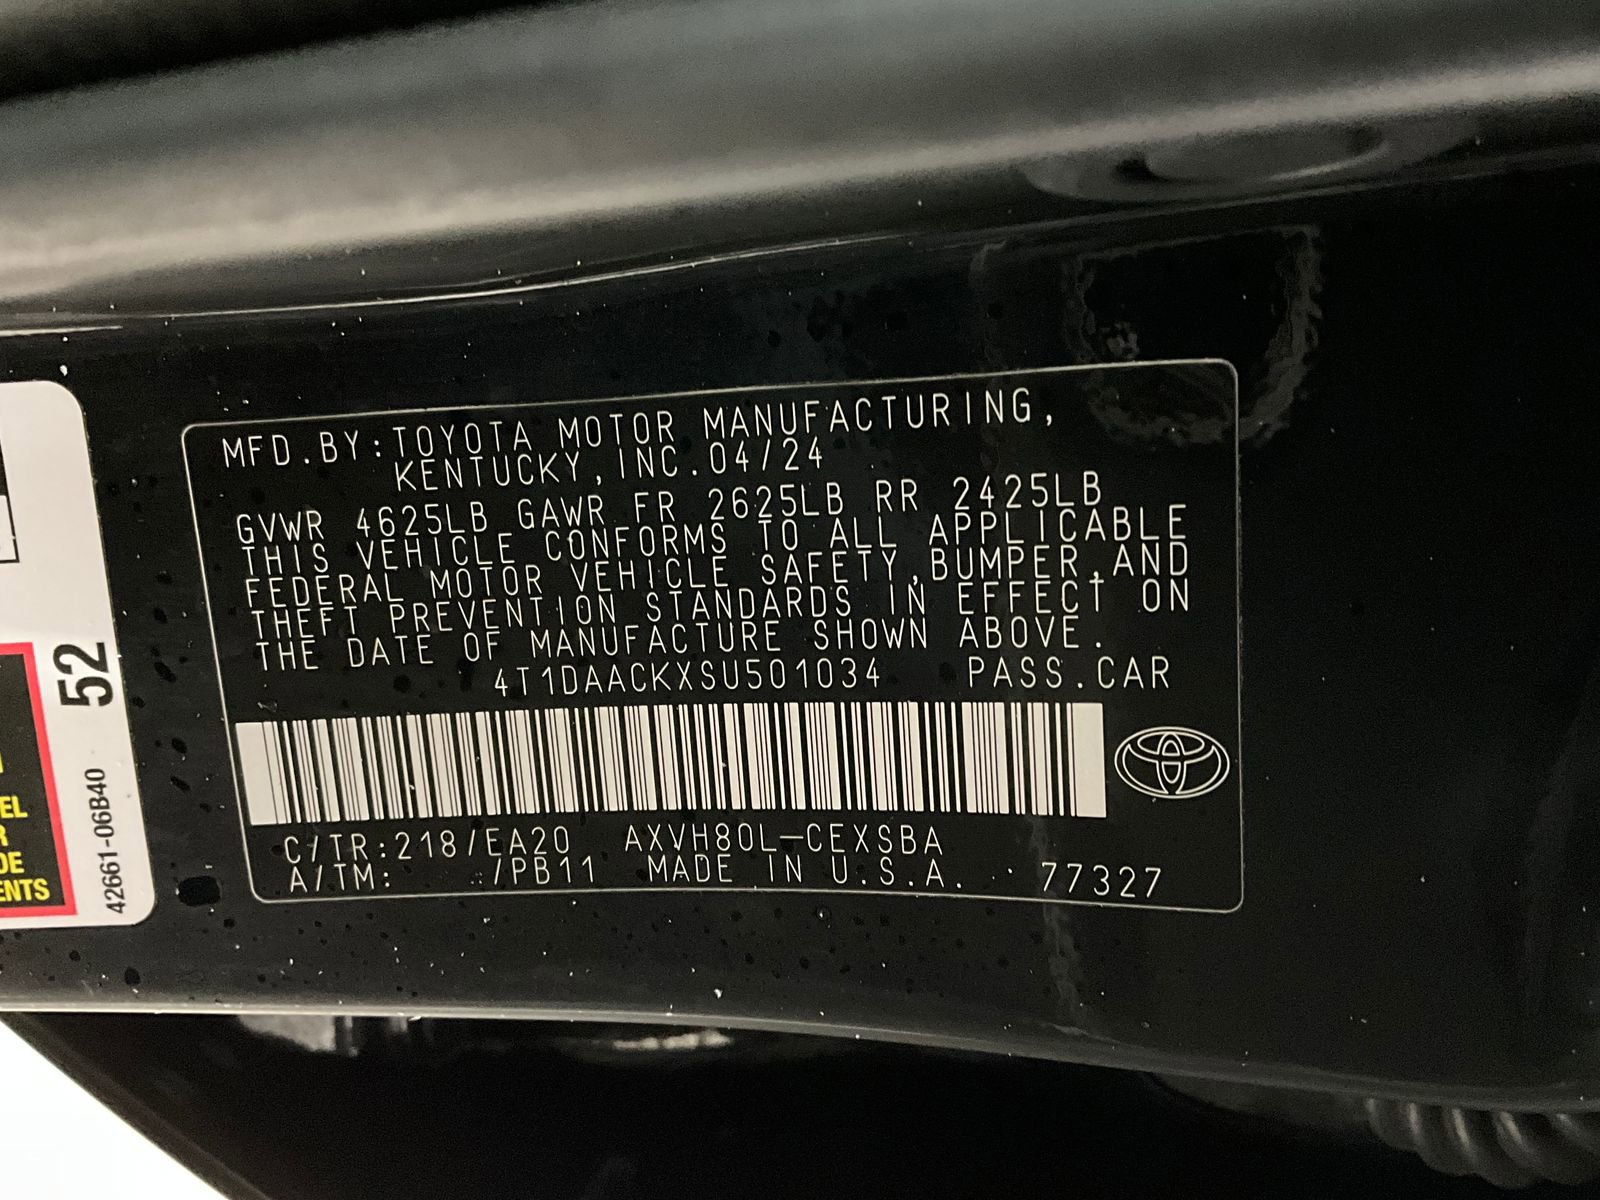 MFD.BY:TOYOTA MOTOR MANUFACTURING,
KENTUCKY,INC.04/24
GVWR 4625LB GAWR FR 2625LB RR 2425LB
THIS VEHICLE CONFORMS TO ALL APPLICABLE
FEDERAL MOTOR VEHICLE SAFETY,BUMPER,AND
THEFT PREVENTION STANDARDS IN EFFECT ON
THE DATE OF MANUFACTURE SHOWN ABOVE.
4T1DAACKXSU501034 PASS.CAR
C/TR:218/EA20 AXVH80L-CEXSBA
A/TM: /PB11 MADE IN U.S.A. 77327
52
42661-06B40